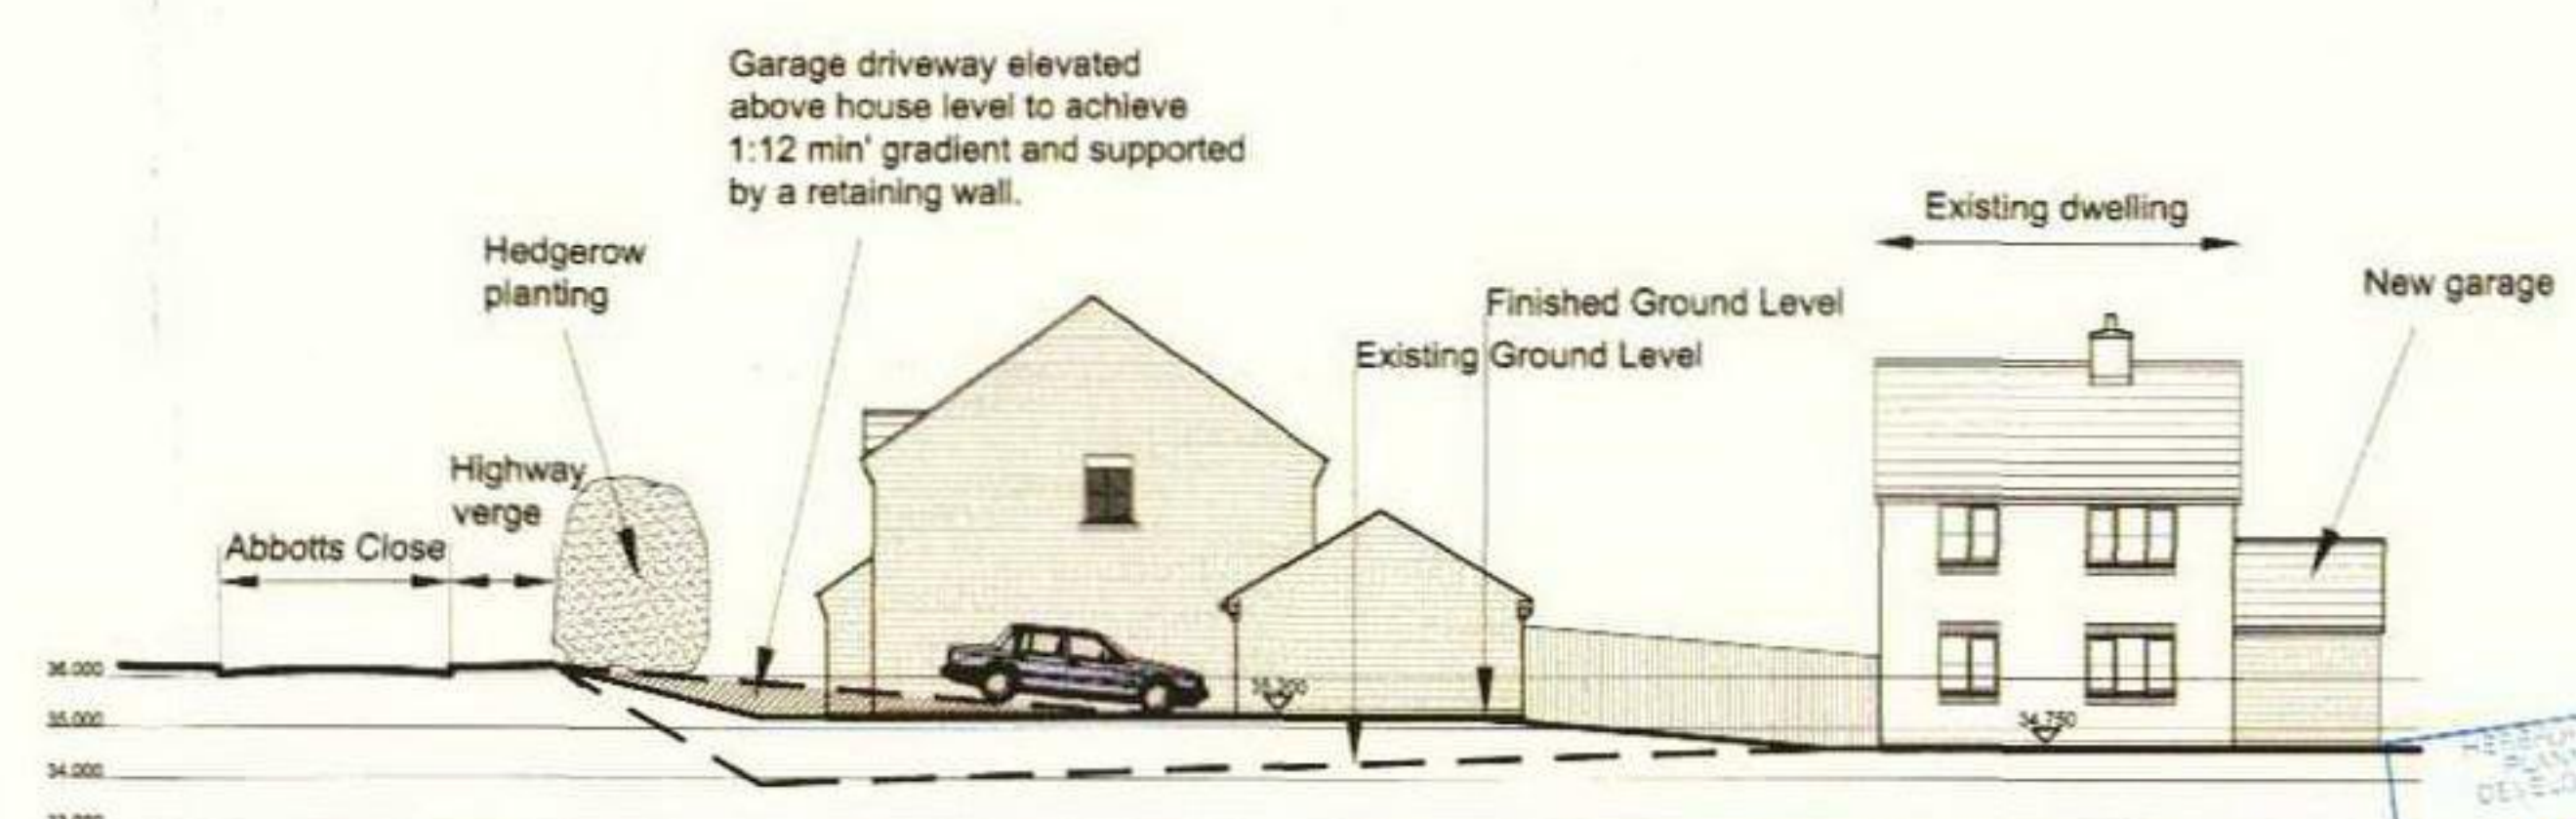 Garage driveway elevated
above house level to achieve
1:12 min' gradient and supported
by a retaining wall.
Existing dwelling
Hedgerow
planting
New garage
Finished Ground Level
Existing Ground Level
Highway
verge
Abbotts Close
36.000
35.000
34.750
34.000